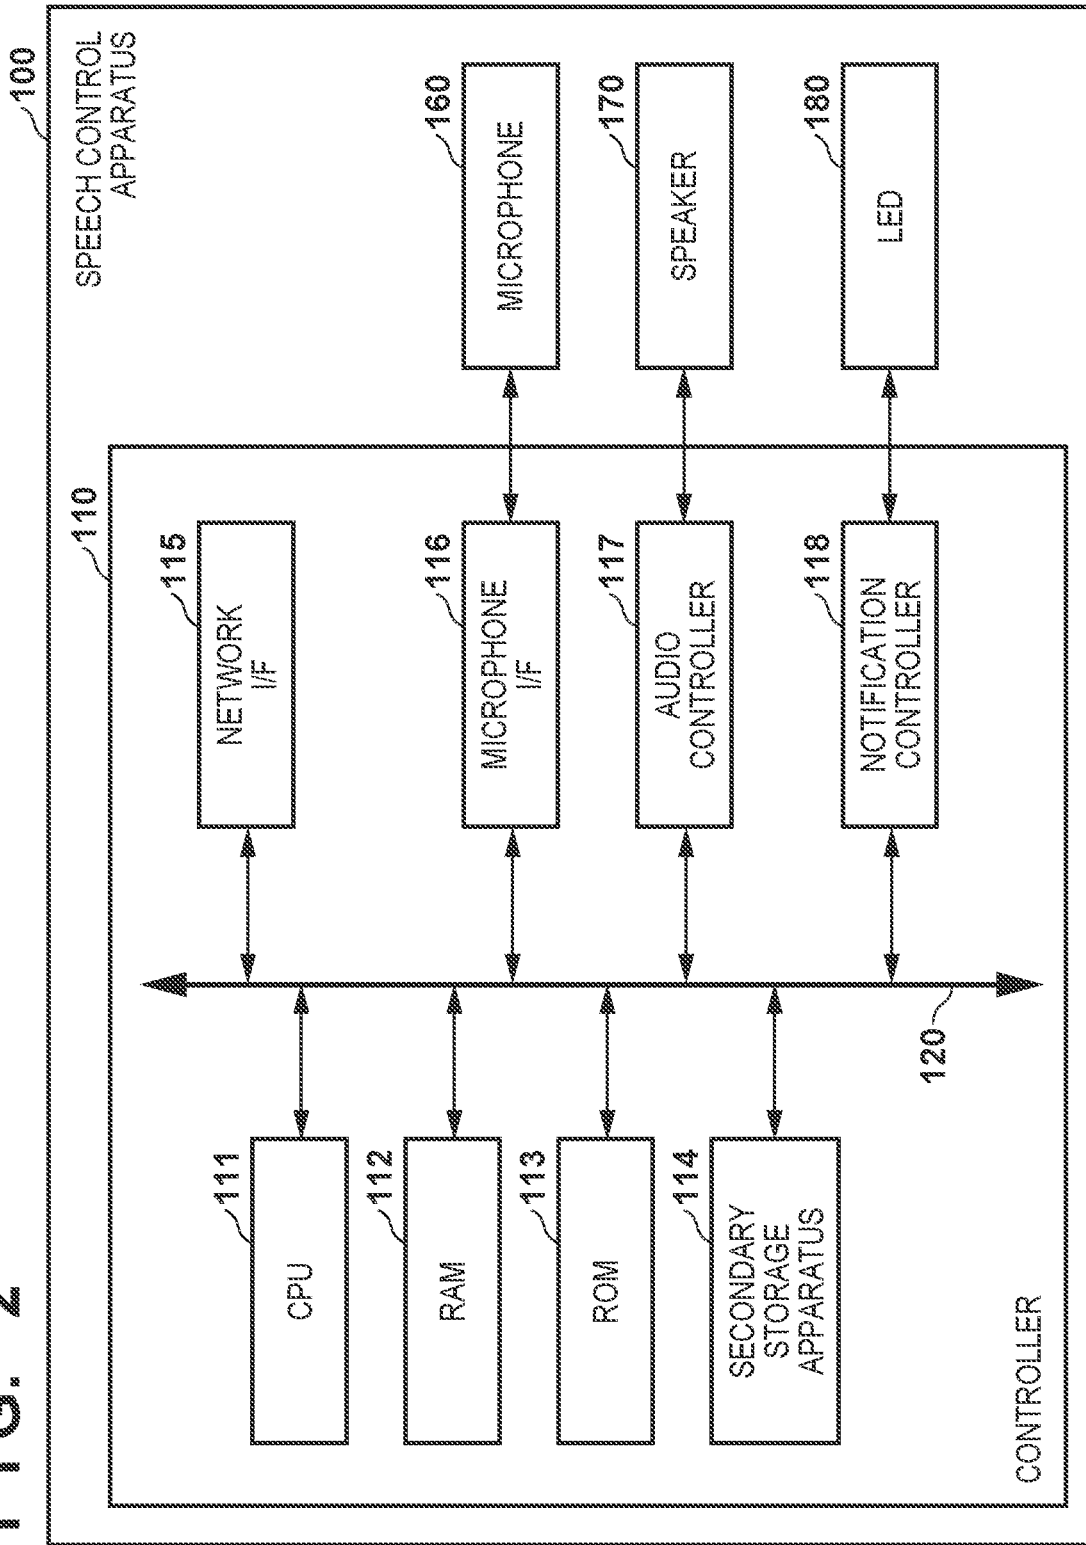 FIG. 2
100
SPEECH CONTROL
APPARATUS
110
CONTROLLER
111
CPU
112
RAM
113
ROM
114
SECONDARY
STORAGE
APPARATUS
120
115
NETWORK
I/F
116
MICROPHONE
I/F
117
AUDIO
CONTROLLER
118
NOTIFICATION
CONTROLLER
160
MICROPHONE
170
SPEAKER
180
LED